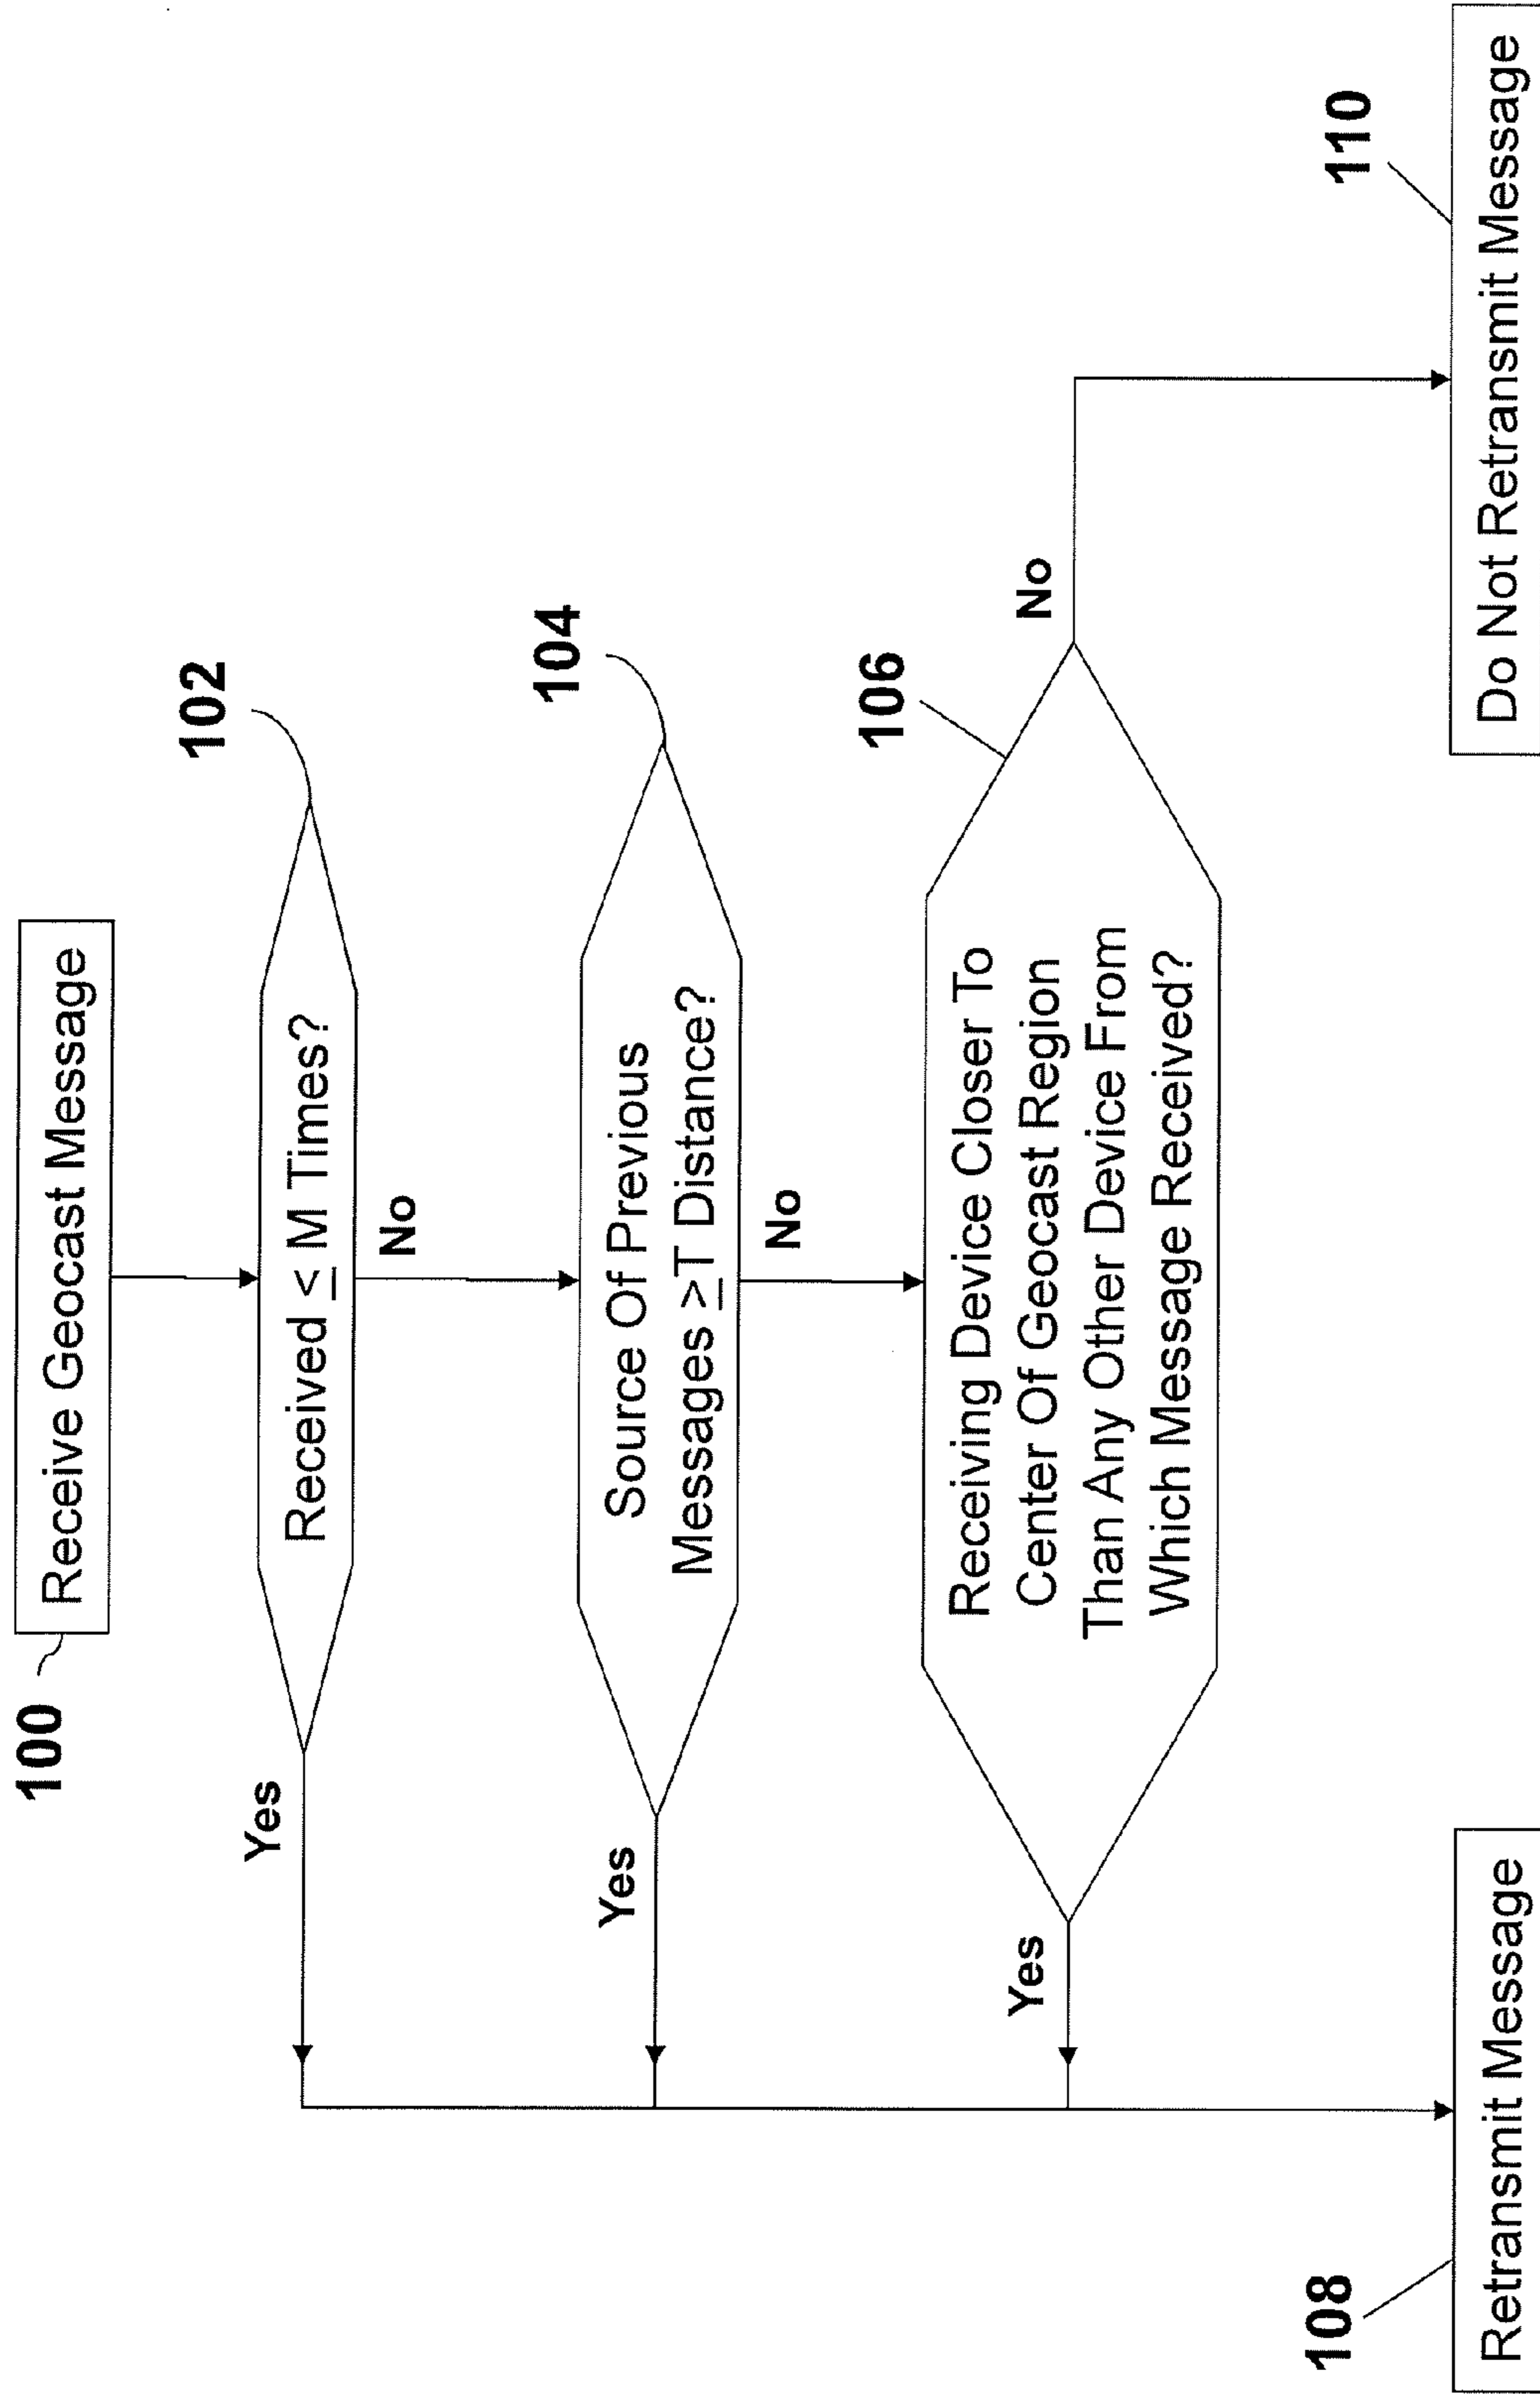 100
Receive Geocast Message
102
Received ≤ M Times?
Yes
No
104
Source Of Previous
Messages ≥T Distance?
Yes
No
106
Receiving Device Closer To
Center Of Geocast Region
Than Any Other Device From
Which Message Received?
Yes
No
108
Retransmit Message
110
Do Not Retransmit Message